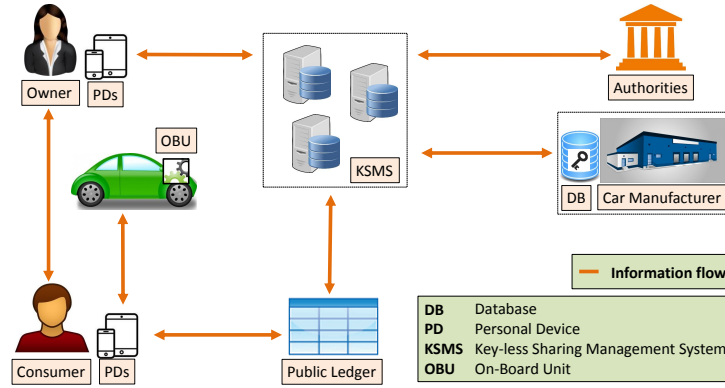 Owner
PDs
KSMS
Authorities
OBU
DB
Car Manufacturer
Consumer
PDs
Public Ledger
Information flow
DB Database
PD Personal Device
KSMS Key-less Sharing Management System
OBU On-Board Unit